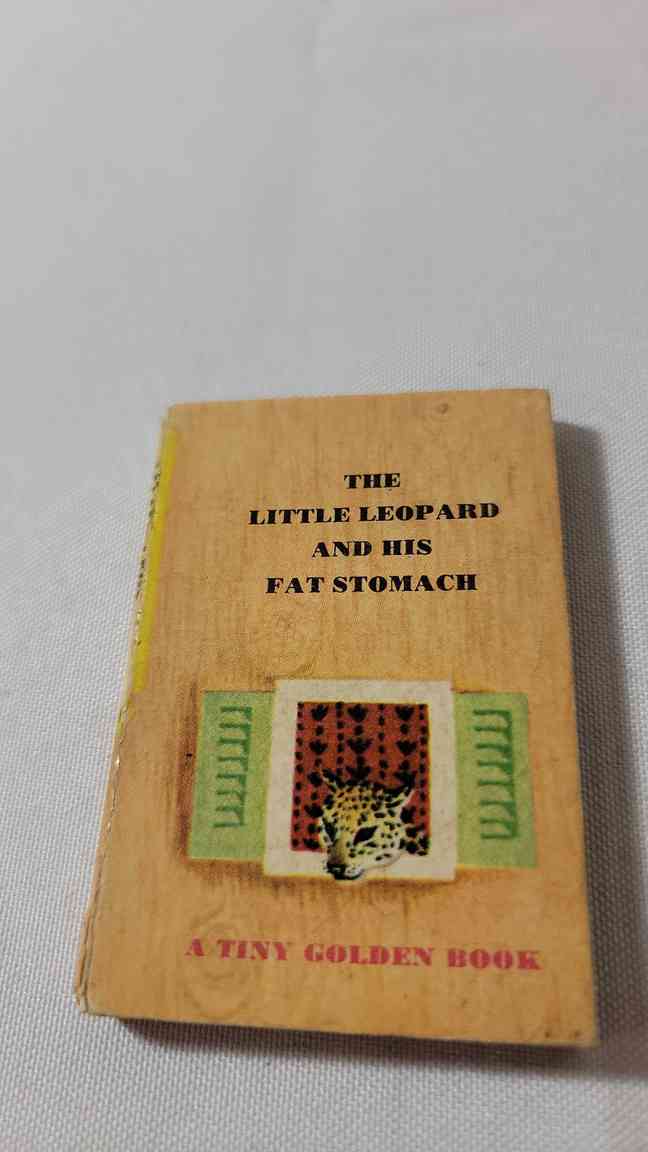 THE
LITTLE LEOPARD
AND HIS
FAT STOMACH
A TINY GOLDEN BOOK